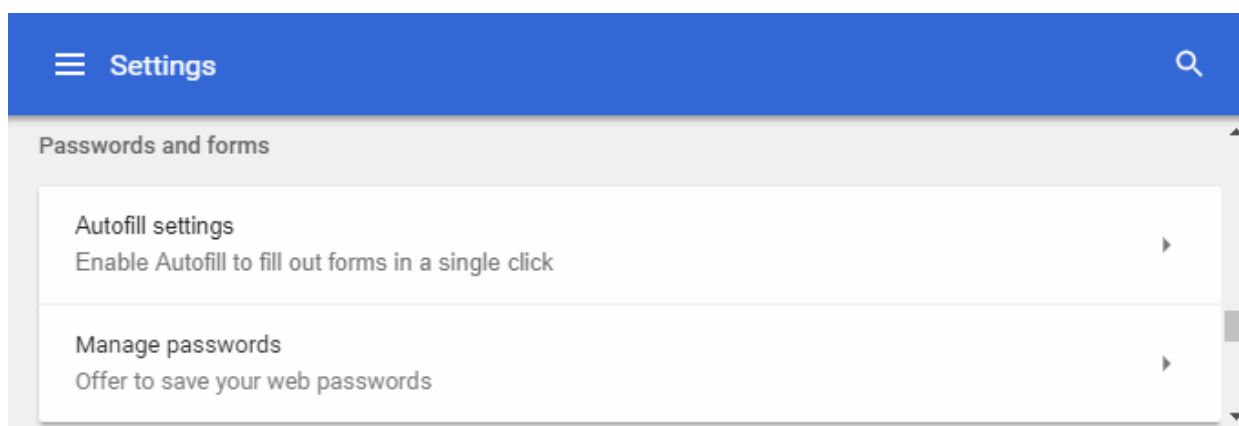 Settings
Passwords and forms
Autofill settings
Enable Autofill to fill out forms in a single click
Manage passwords
Offer to save your web passwords